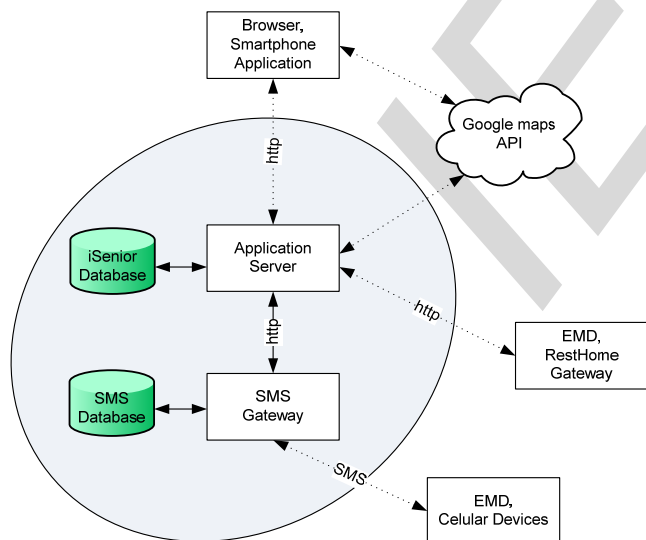 Browser,
Smartphone
Application
Google maps
API
http
iSenior
Database
Application
Server
http
http
EMD,
RestHome
Gateway
SMS
Database
SMS
Gateway
SMS
EMD,
Celular Devices